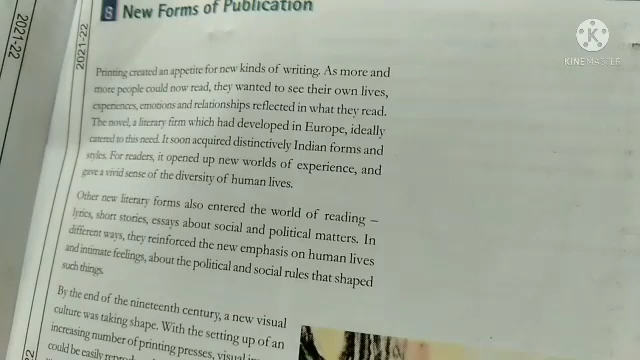 8 New Forms of Publication
2021-22
2021-22
KINEMASTER
Printing created an appetite for new kinds of writing. As more and
more people could now read, they wanted to see their own lives,
experiences, emotions and relationships reflected in what they read.
The novel, a literary firm which had developed in Europe, ideally
catered to this need. It soon acquired distinctively Indian forms and
styles. For readers, it opened up new worlds of experience, and
gave a vivid sense of the diversity of human lives.
Other new literary forms also entered the world of reading –
lyrics, short stories, essays about social and political matters. In
different ways, they reinforced the new emphasis on human lives
and intimate feelings, about the political and social rules that shaped
such things.
By the end of the nineteenth century, a new visual
culture was taking shape. With the setting up of an
increasing number of printing presses, visual
could be easily